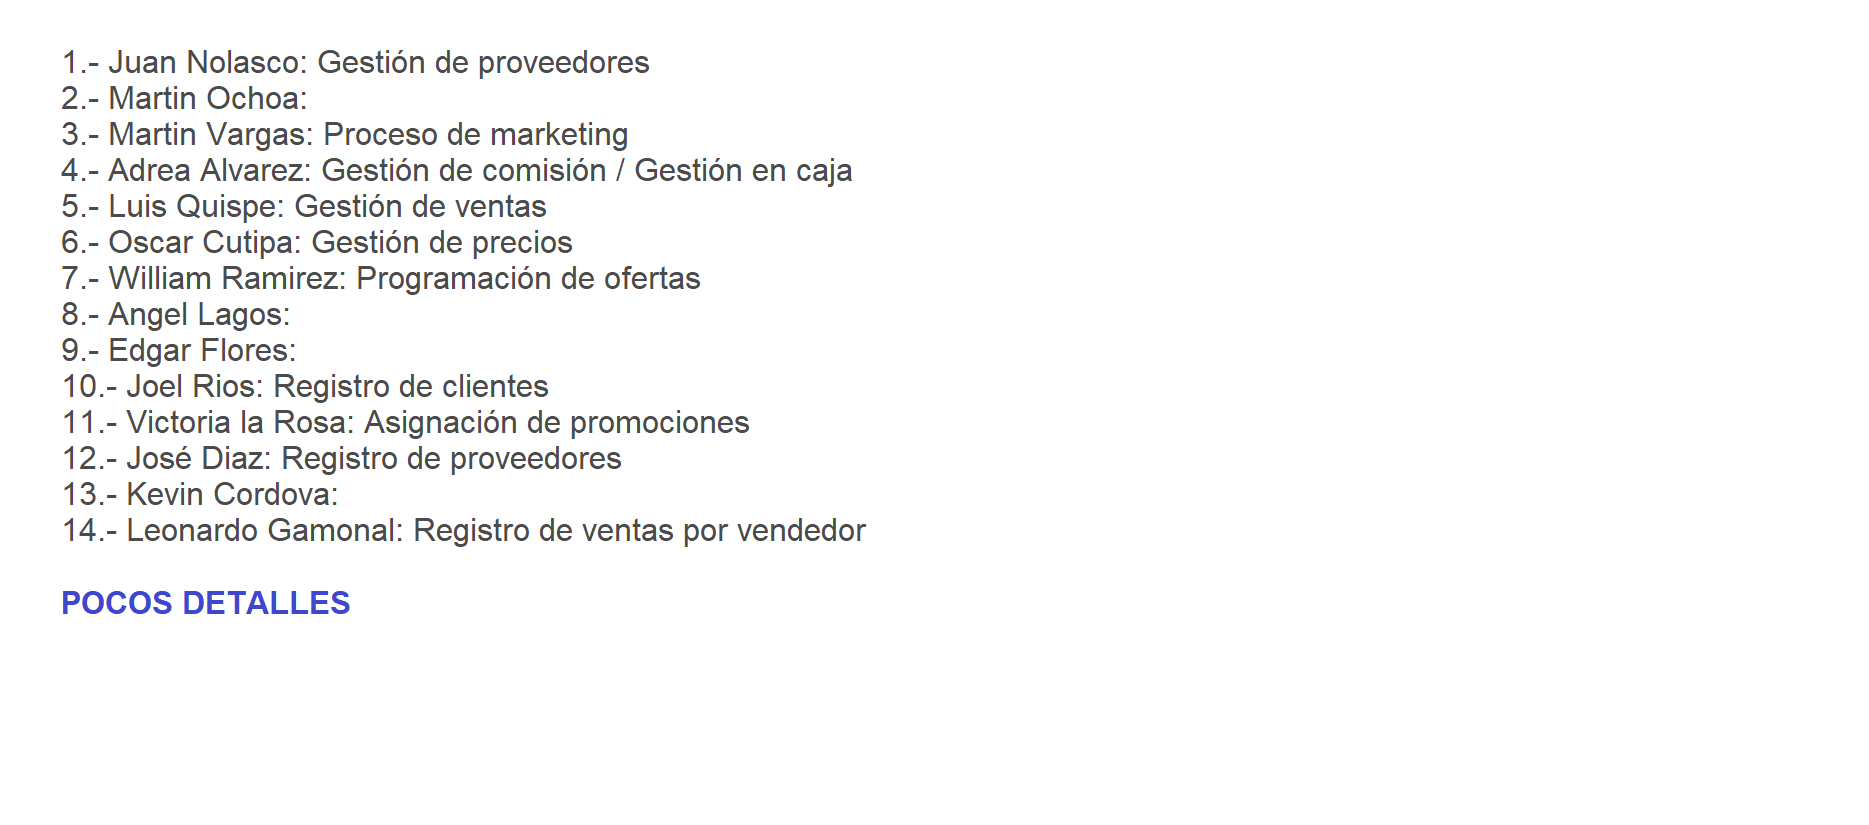 1.- Juan Nolasco: Gestión de proveedores
2.- Martin Ochoa:
3.- Martin Vargas: Proceso de marketing
4.- Adrea Alvarez: Gestión de comisión / Gestión en caja
5.- Luis Quispe: Gestión de ventas
6.- Oscar Cutipa: Gestión de precios
7.- William Ramirez: Programación de ofertas
8.- Angel Lagos:
9.- Edgar Flores:
10.- Joel Rios: Registro de clientes
11.- Victoria la Rosa: Asignación de promociones
12.- José Diaz: Registro de proveedores
13.- Kevin Cordova:
14.- Leonardo Gamonal: Registro de ventas por vendedor
POCOS DETALLES